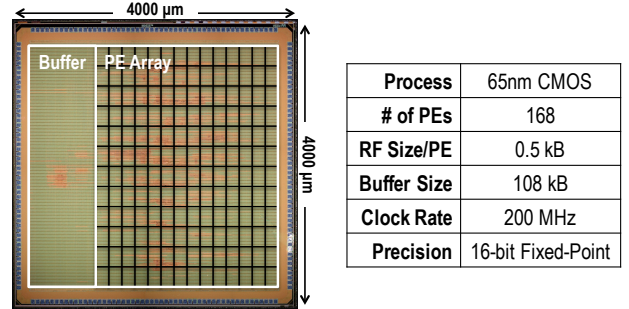 4000 µm
Buffer PE Array
4000 µm
Process 65nm CMOS
# of PEs 168
RF Size/PE 0.5 kB
Buffer Size 108 kB
Clock Rate 200 MHz
Precision 16-bit Fixed-Point